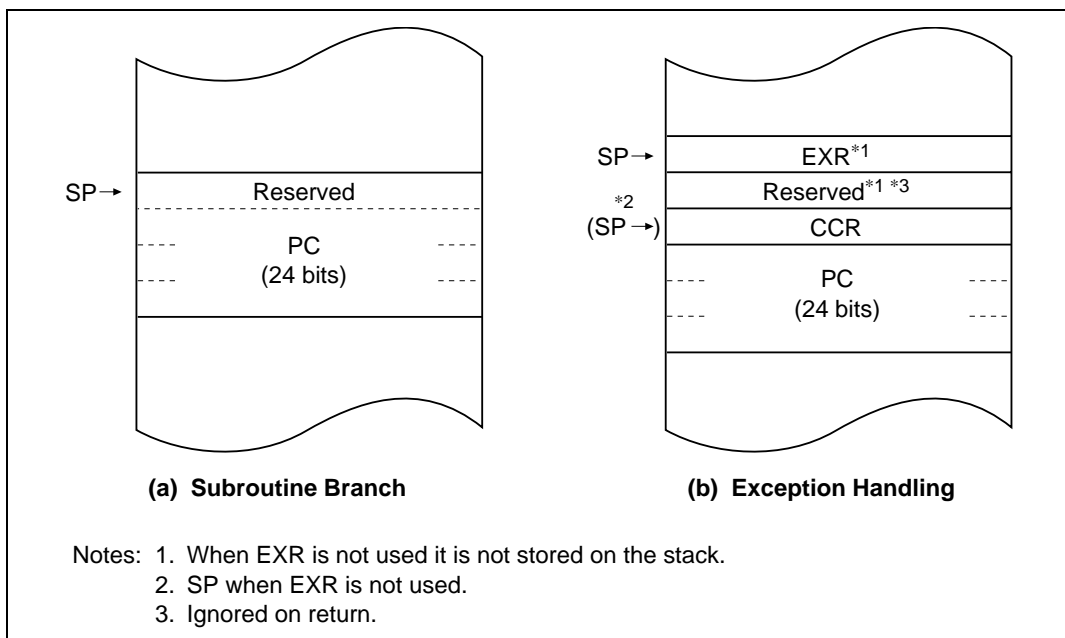 SP→
Reserved
PC
(24 bits)
(a) Subroutine Branch
SP→
EXR*1
Reserved*1 *3
*2
(SP→)
CCR
PC
(24 bits)
(b) Exception Handling
Notes: 1. When EXR is not used it is not stored on the stack.
2. SP when EXR is not used.
3. Ignored on return.